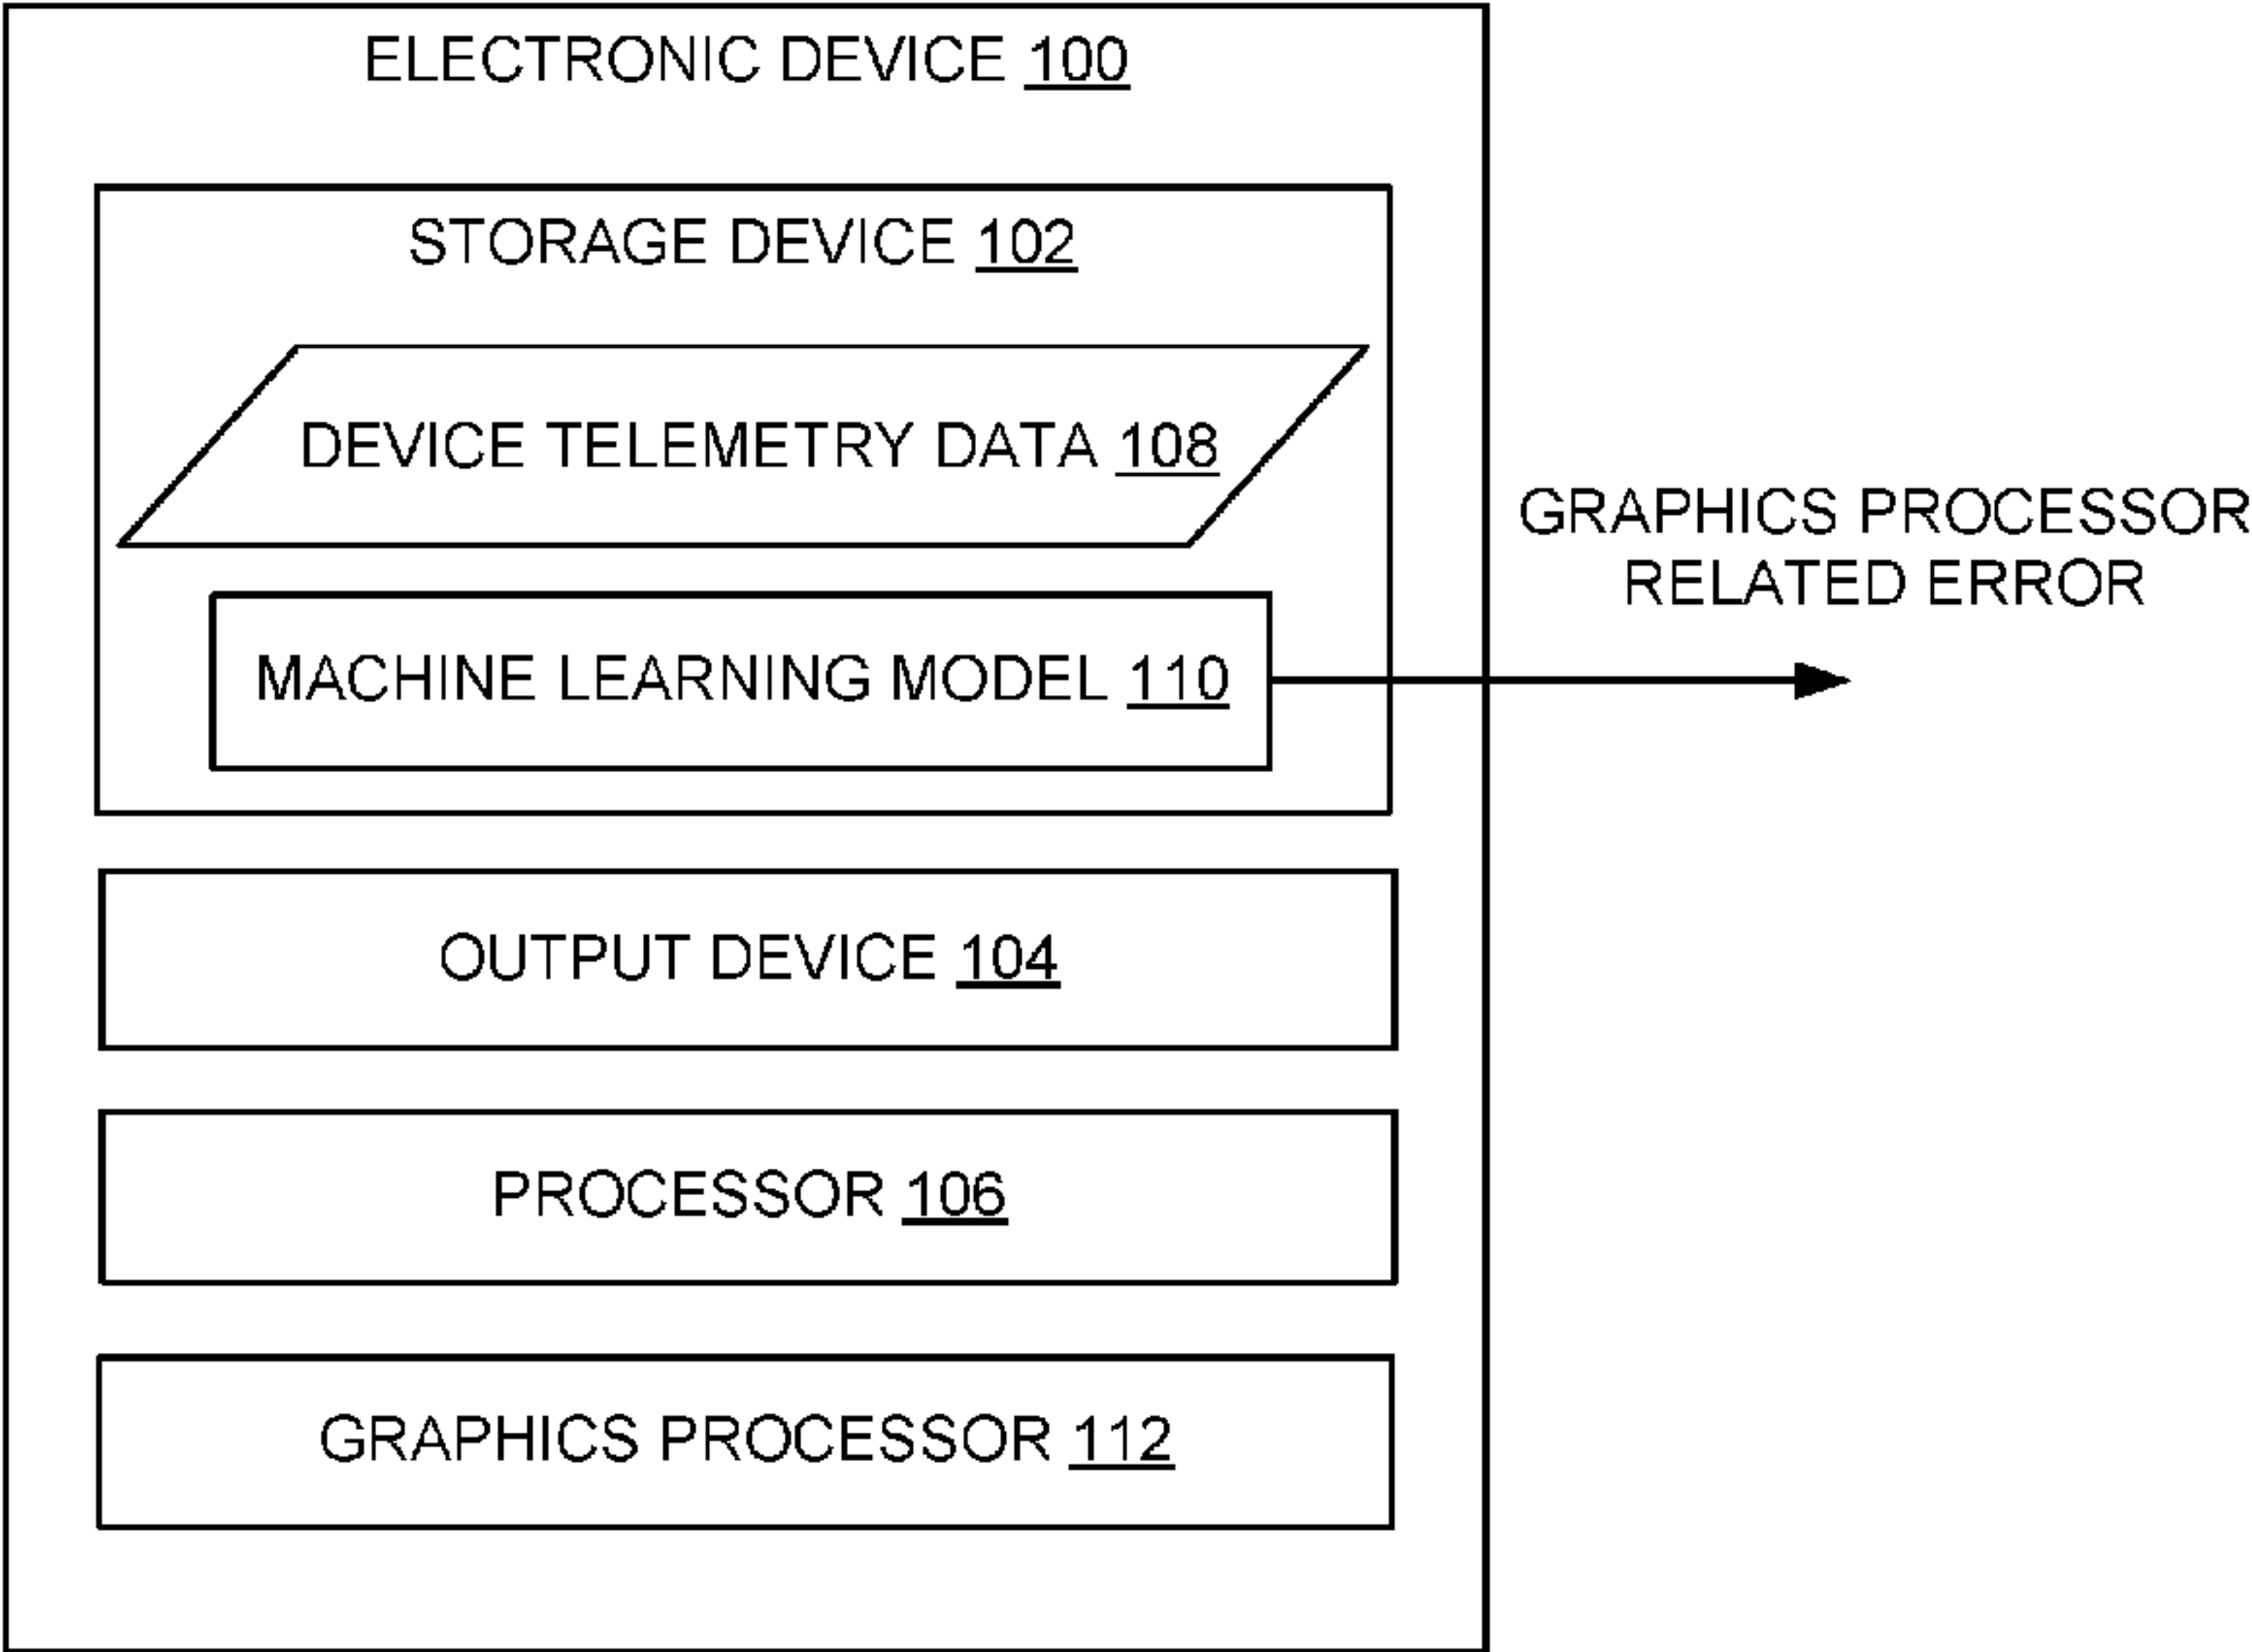 ELECTRONIC DEVICE 100
STORAGE DEVICE 102
DEVICE TELEMETRY DATA 108
GRAPHICS PROCESSOR
RELATED ERROR
MACHINE LEARNING MODEL 110
OUTPUT DEVICE 104
PROCESSOR 106
GRAPHICS PROCESSOR 112